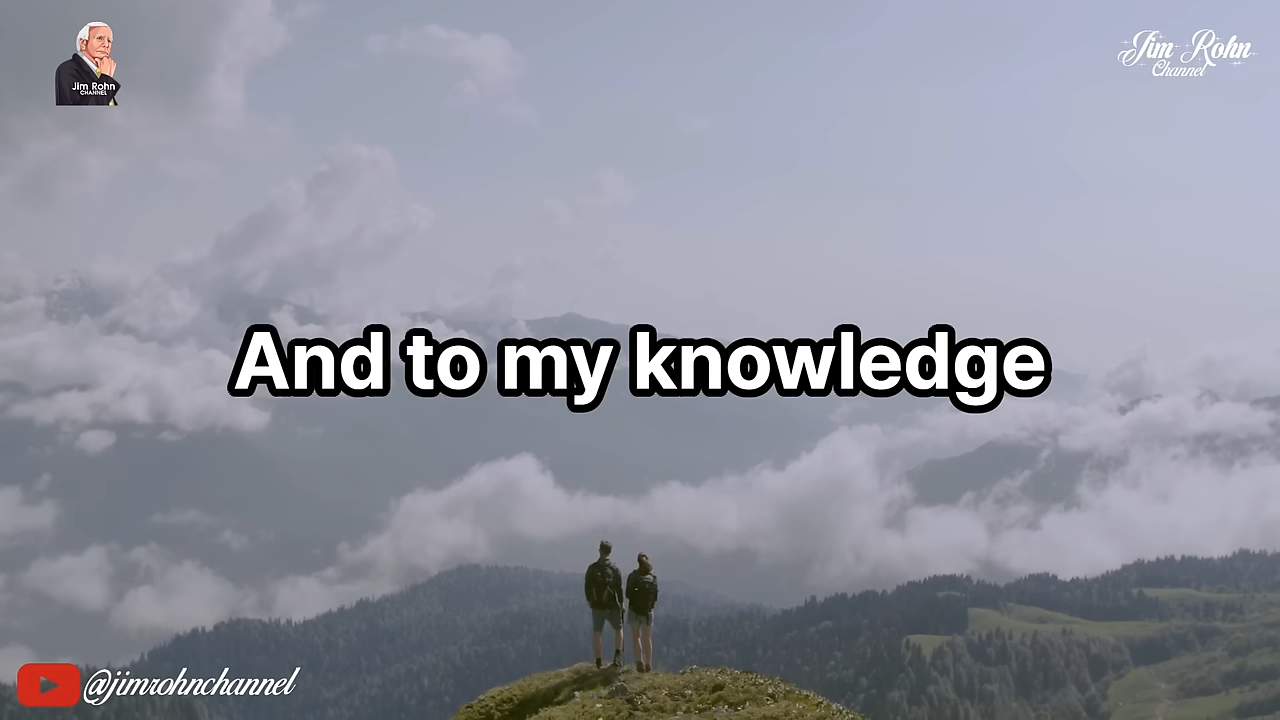 Jim Rohn
CHANNEL
Jim Rohn
Channel
And to my knowledge
@jimrohnchannel